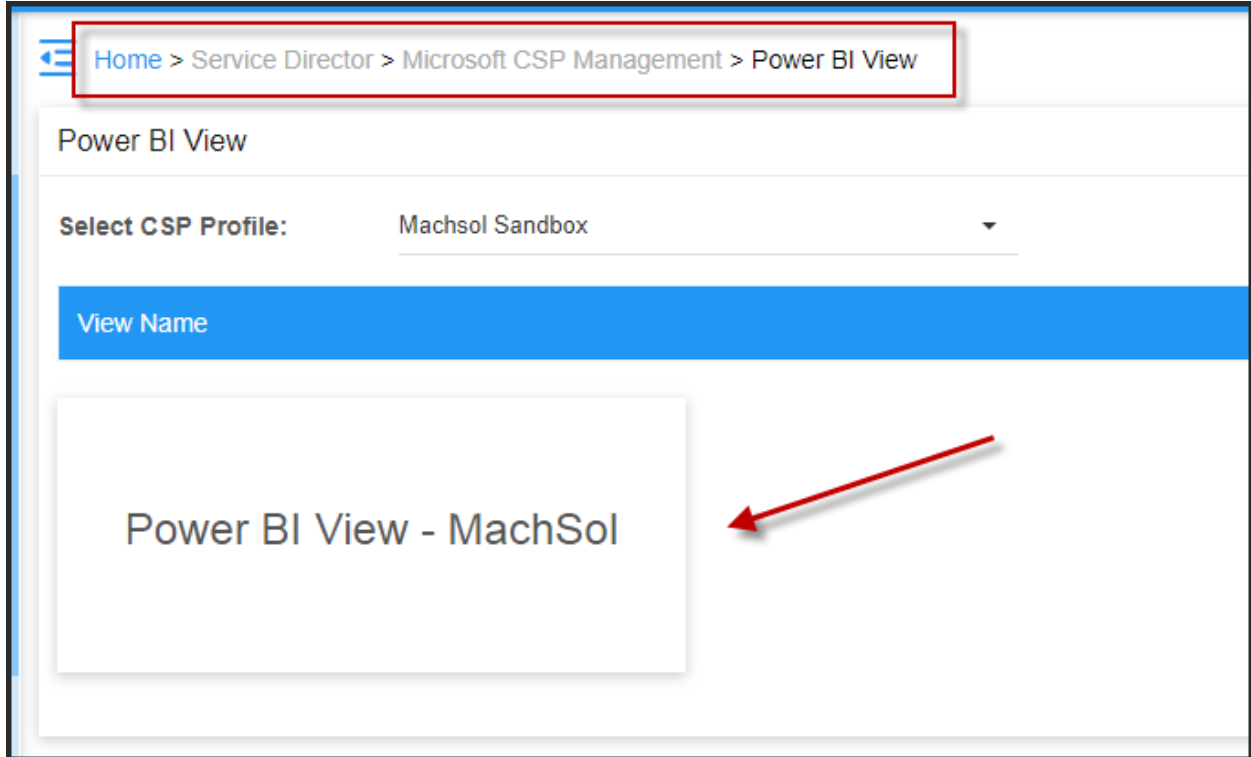 Home > Service Director > Microsoft CSP Management > Power BI View
Power BI View
Select CSP Profile: Machsol Sandbox
View Name
Power BI View - MachSol